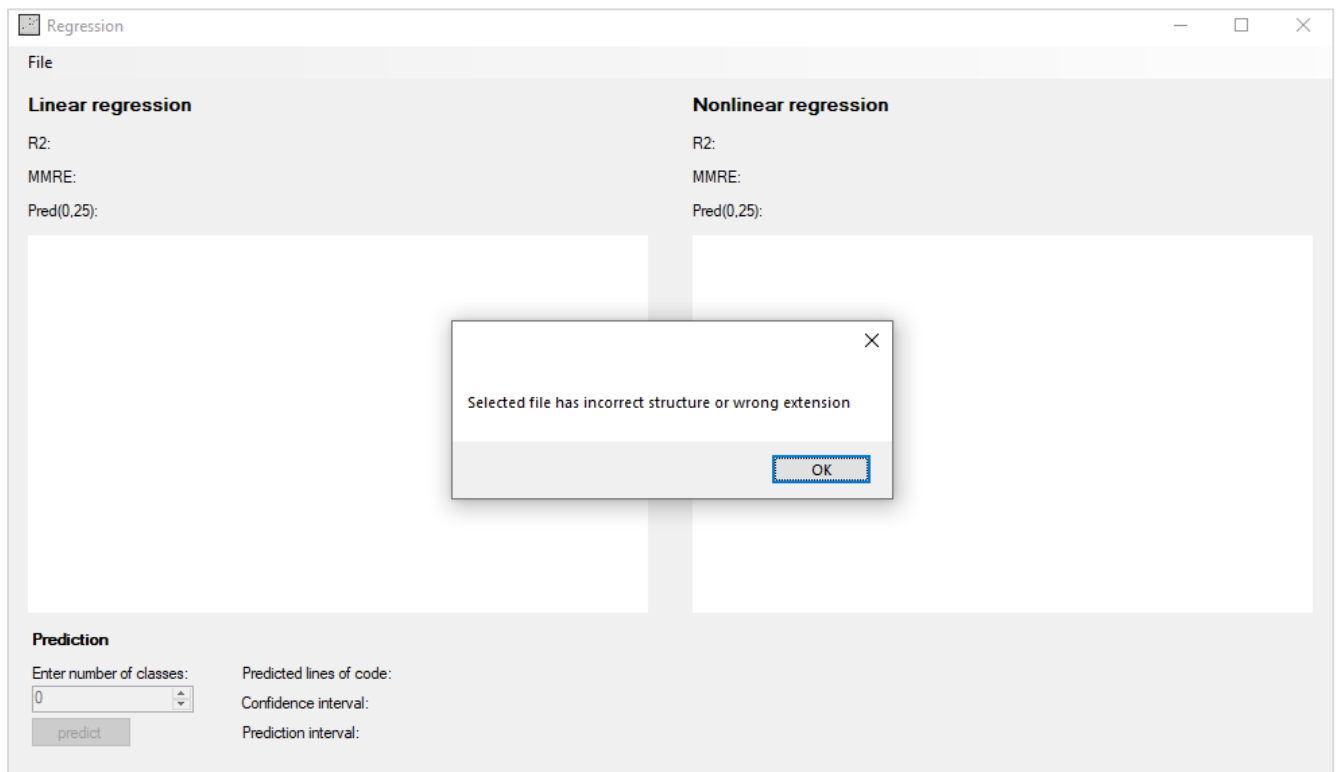 Regression
File
Linear regression
R2:
MMRE:
Pred(0,25):
Nonlinear regression
R2:
MMRE:
Pred(0,25):
Selected file has incorrect structure or wrong extension
OK
Prediction
Enter number of classes:
0
predict
Predicted lines of code:
Confidence interval:
Prediction interval: